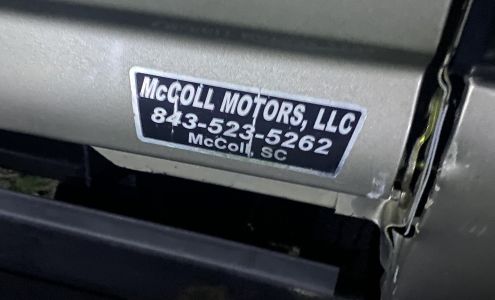 McCOLL MOTORS, LLC
843-523-5262
McColl, SC